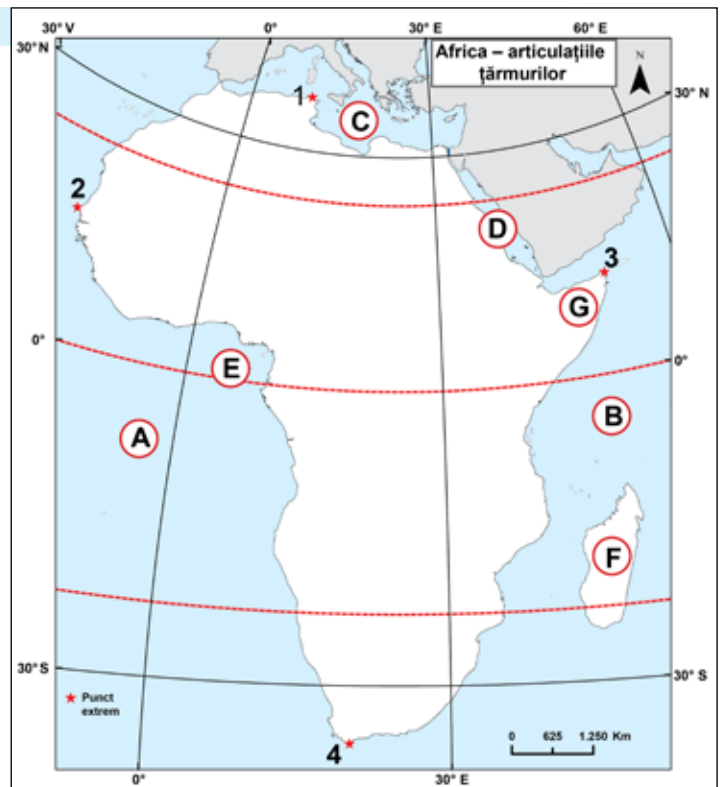 30° V 0° 30° E 60° E
30° N
Africa – articulațiile
țărmurilor
N
30° N
1
C
2
D
3
G
0°
0°
E
B
A
F
30° S
30° S
Punct
extrem
4
0 625 1.250 Km
0° 30° E